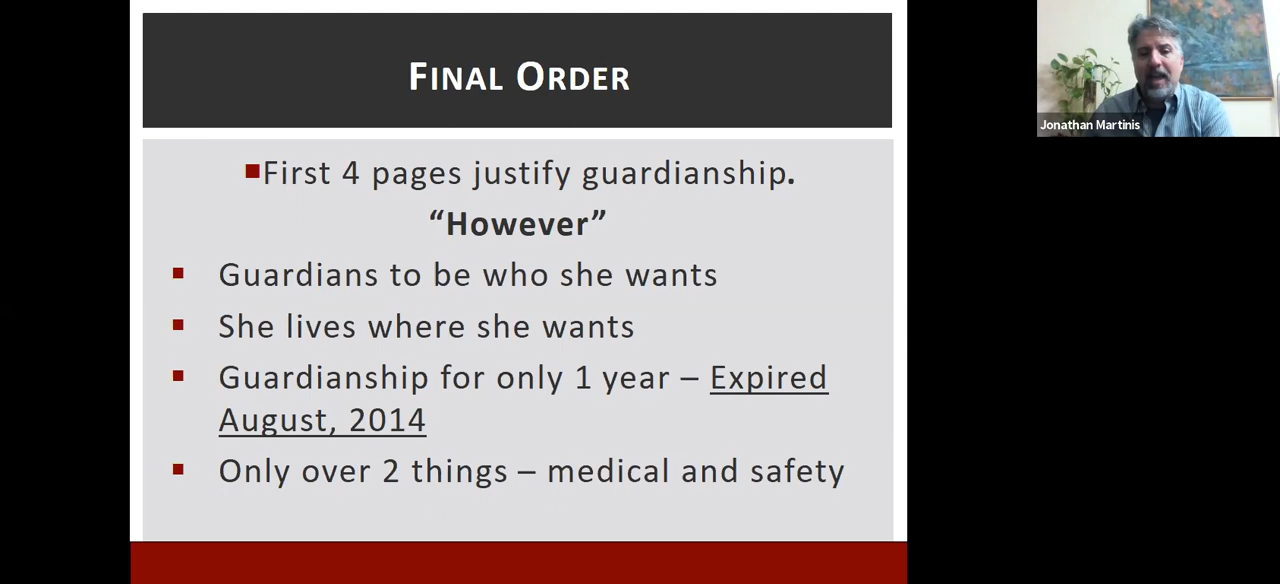 FINAL ORDER
Jonathan Martinis
▪First 4 pages justify guardianship.
“However”
▪ Guardians to be who she wants
▪ She lives where she wants
▪ Guardianship for only 1 year – Expired
August, 2014
▪ Only over 2 things – medical and safety